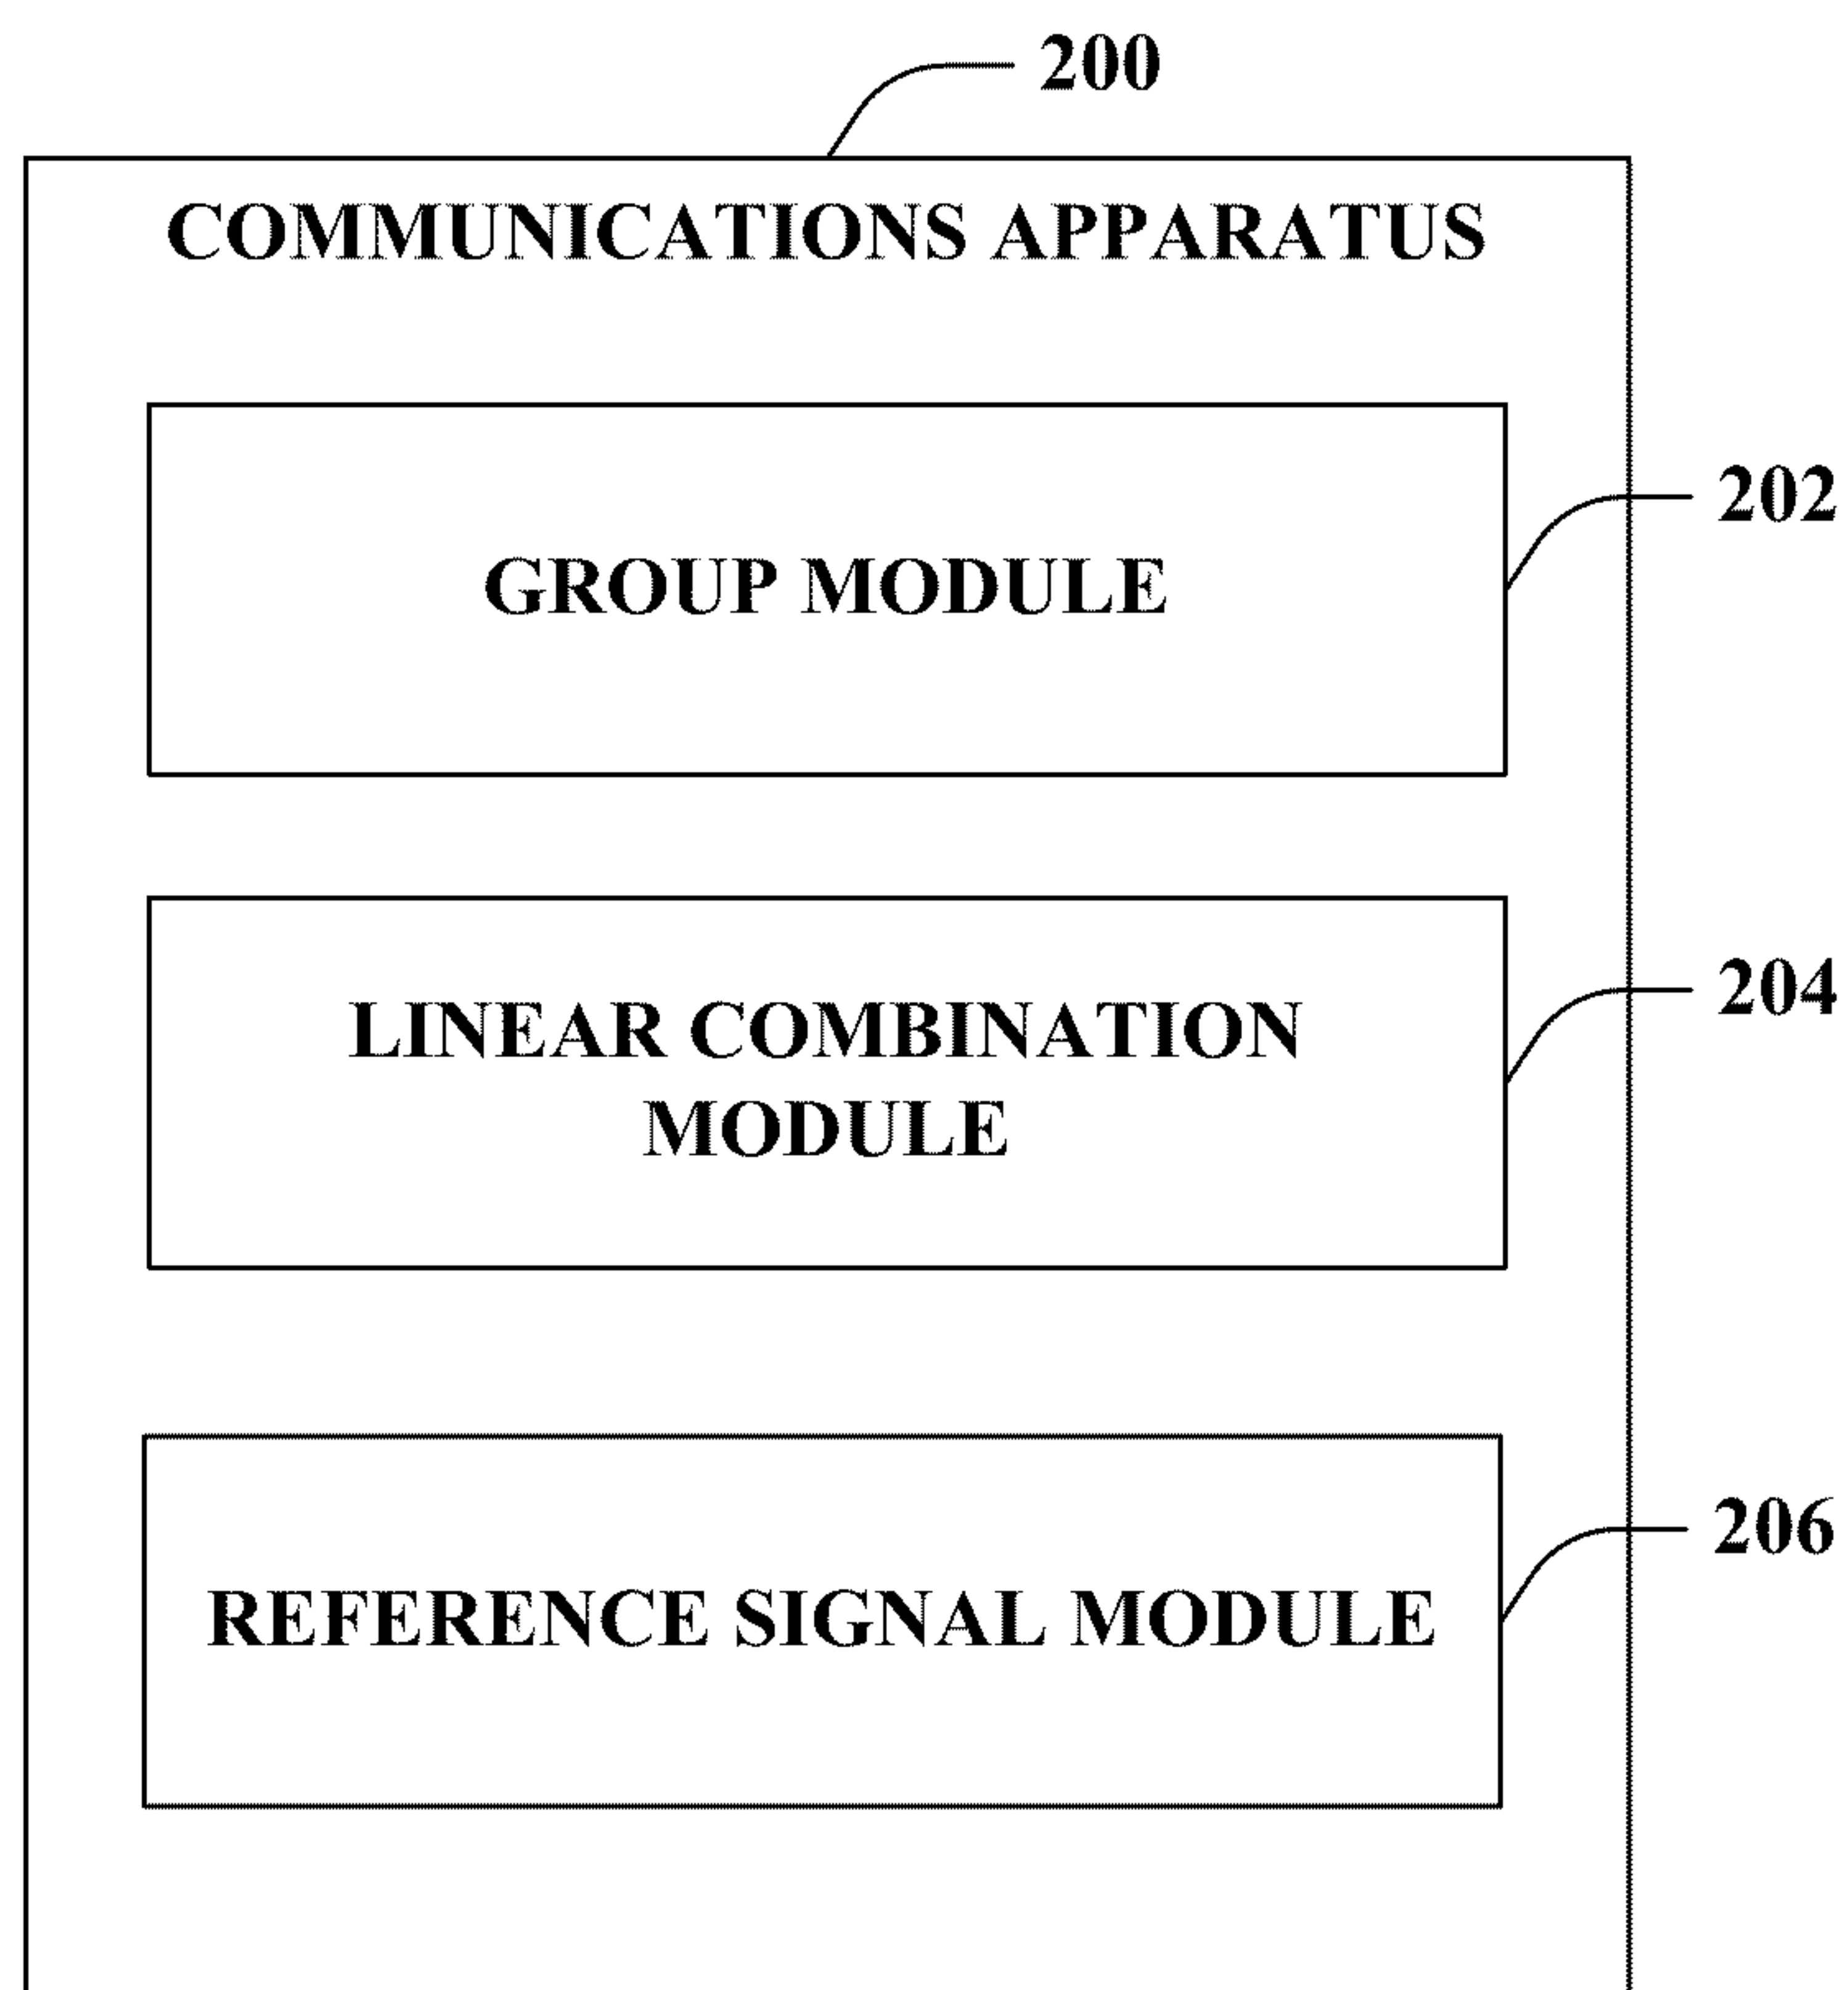 200
COMMUNICATIONS APPARATUS
202
GROUP MODULE
204
LINEAR COMBINATION
MODULE
206
REFERENCE SIGNAL MODULE